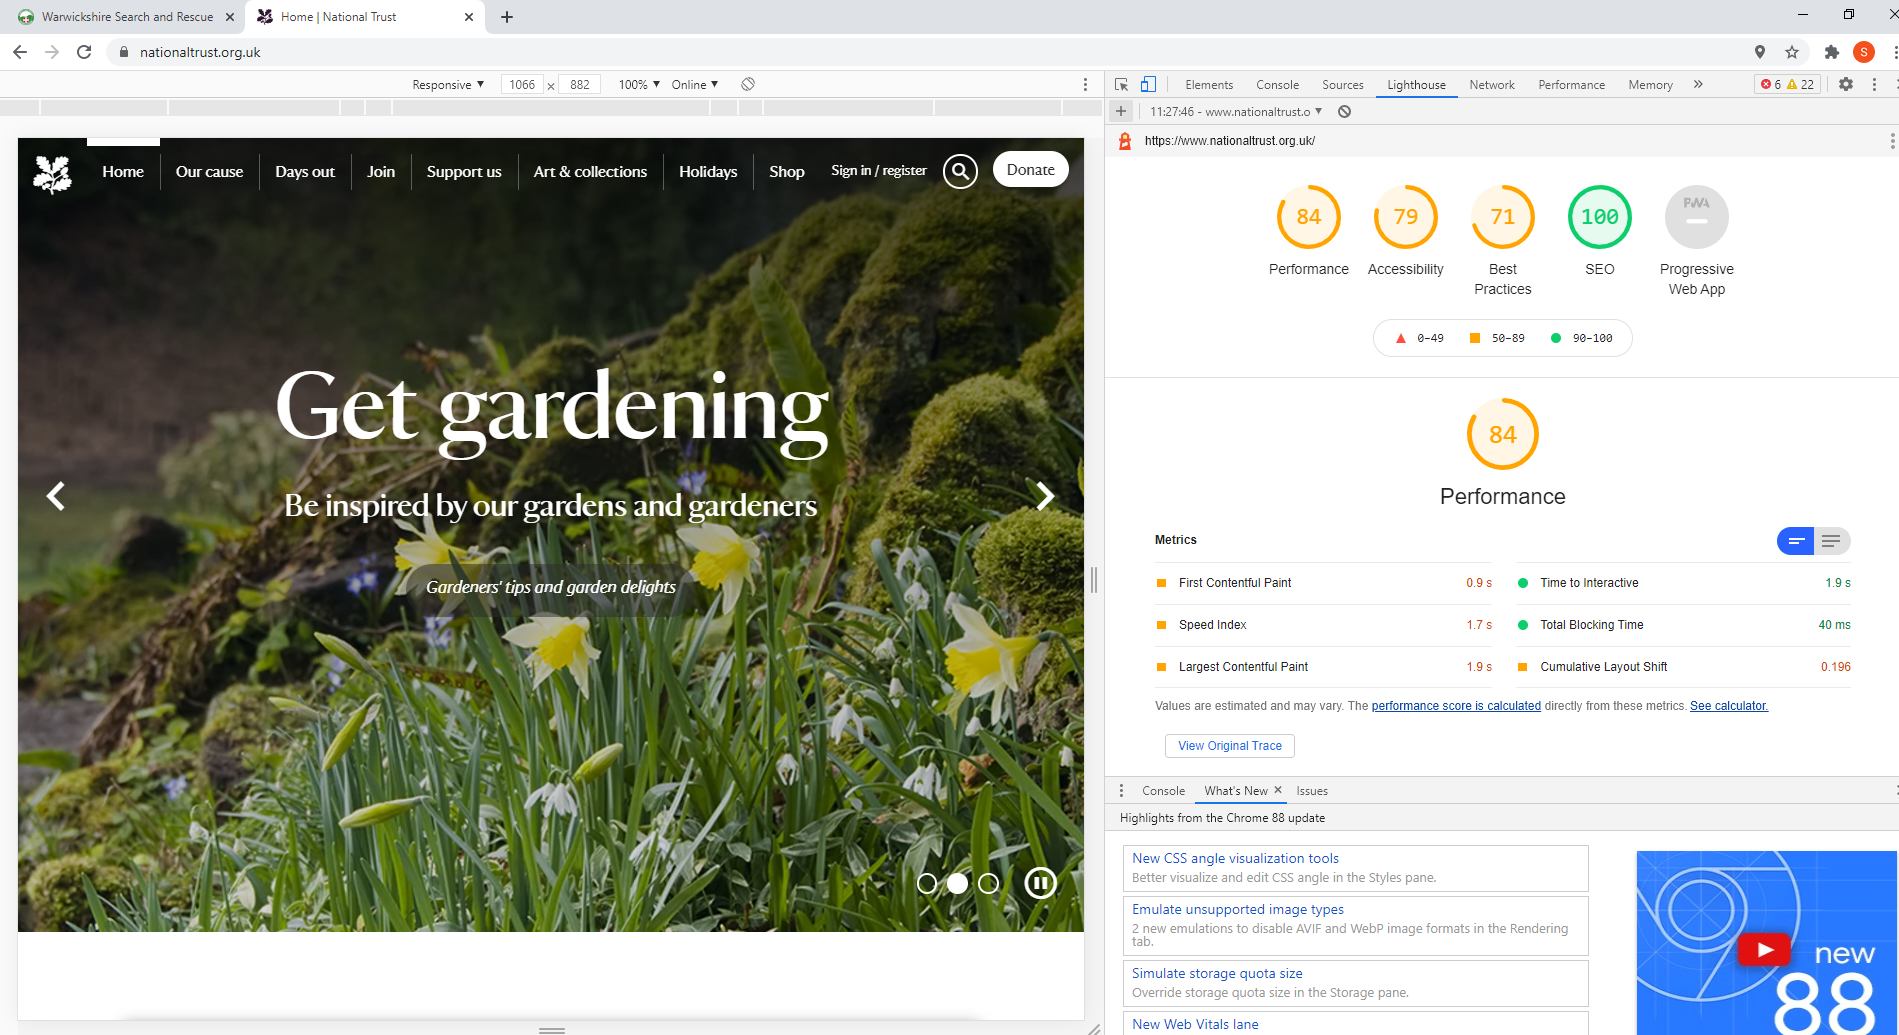 Warwickshire Search and Rescue
Home | National Trust
nationaltrust.org.uk
S
Responsive ▼ 1066 x 882 100% ▼ Online ▼
Elements Console Sources Lighthouse Network Performance Memory » 6 22
11:27:46 - www.nationaltrust.o ▼
https://www.nationaltrust.org.uk/
Home Our cause Days out Join Support us Art & collections Holidays Shop Sign in / register Donate
Get gardening
Be inspired by our gardens and gardeners
Gardeners' tips and garden delights
84 79 71 100 PWA
Performance Accessibility Best Practices SEO Progressive Web App
0–49 50–89 90–100
84
Performance
Metrics
First Contentful Paint 0.9 s
Time to Interactive 1.9 s
Speed Index 1.7 s
Total Blocking Time 40 ms
Largest Contentful Paint 1.9 s
Cumulative Layout Shift 0.196
Values are estimated and may vary. The performance score is calculated directly from these metrics. See calculator.
View Original Trace
Console What's New Issues
Highlights from the Chrome 88 update
New CSS angle visualization tools
Better visualize and edit CSS angle in the Styles pane.
Emulate unsupported image types
2 new emulations to disable AVIF and WebP image formats in the Rendering
tab.
Simulate storage quota size
Override storage quota size in the Storage pane.
New Web Vitals lane
new
88